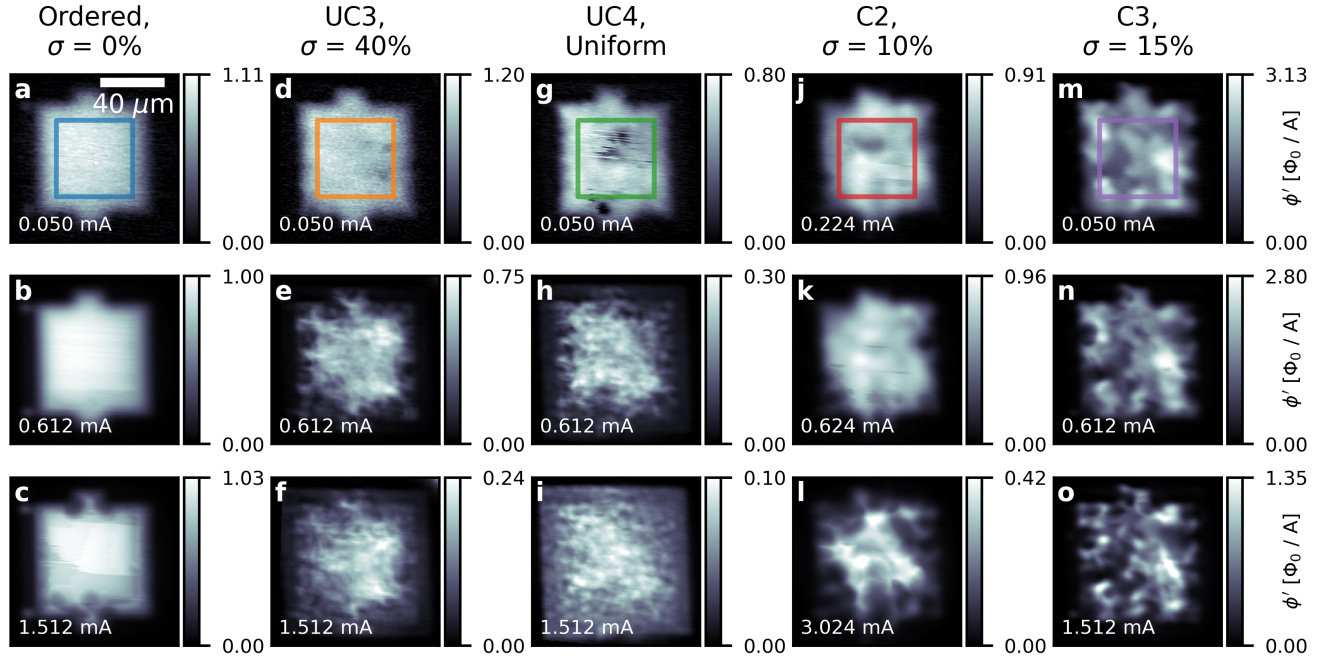 Ordered,
σ = 0%
UC3,
σ = 40%
UC4,
Uniform
C2,
σ = 10%
C3,
σ = 15%
a
40 μm
0.050 mA
1.11
0.00
d
0.050 mA
1.20
0.00
g
0.050 mA
0.80
0.00
j
0.224 mA
0.91
0.00
m
0.050 mA
3.13
0.00
ϕ′ [Φ₀ / A]
b
0.612 mA
1.00
0.00
e
0.612 mA
0.75
0.00
h
0.612 mA
0.30
0.00
k
0.624 mA
0.96
0.00
n
0.612 mA
2.80
0.00
ϕ′ [Φ₀ / A]
c
1.512 mA
1.03
0.00
f
1.512 mA
0.24
0.00
i
1.512 mA
0.10
0.00
l
3.024 mA
0.42
0.00
o
1.512 mA
1.35
0.00
ϕ′ [Φ₀ / A]